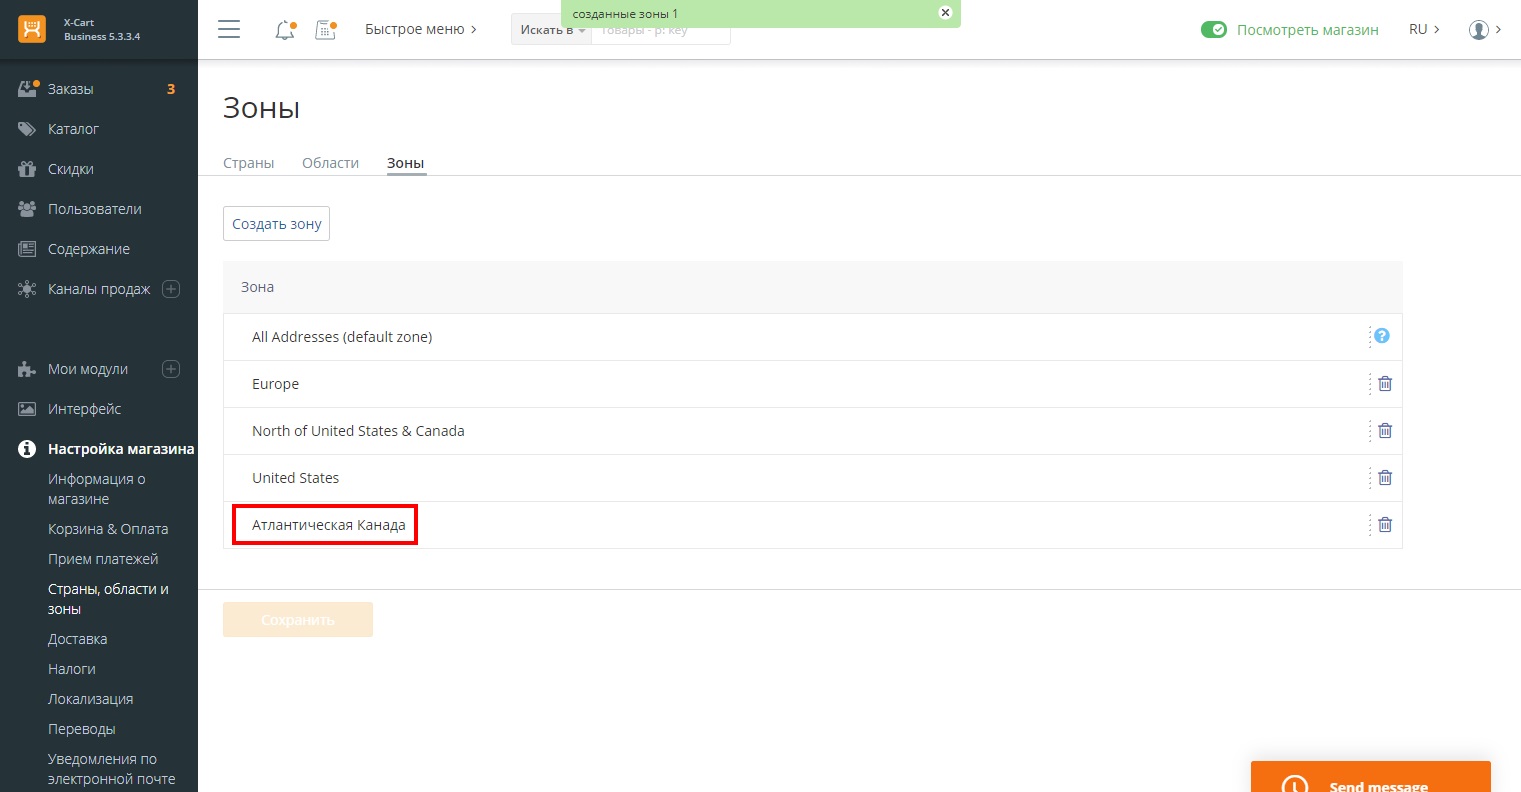 X-Cart
Business 5.3.3.4
Быстрое меню
Искать в
Товары - p: key
созданные зоны 1
Посмотреть магазин
RU
Заказы
3
Каталог
Скидки
Пользователи
Содержание
Каналы продаж
Мои модули
Интерфейс
Настройка магазина
Информация о
магазине
Корзина & Оплата
Прием платежей
Страны, области и
зоны
Доставка
Налоги
Локализация
Переводы
Уведомления по
электронной почте
Зоны
Страны
Области
Зоны
Создать зону
Зона
All Addresses (default zone)
?
Europe
North of United States & Canada
United States
Атлантическая Канада
Сохранить
Send message